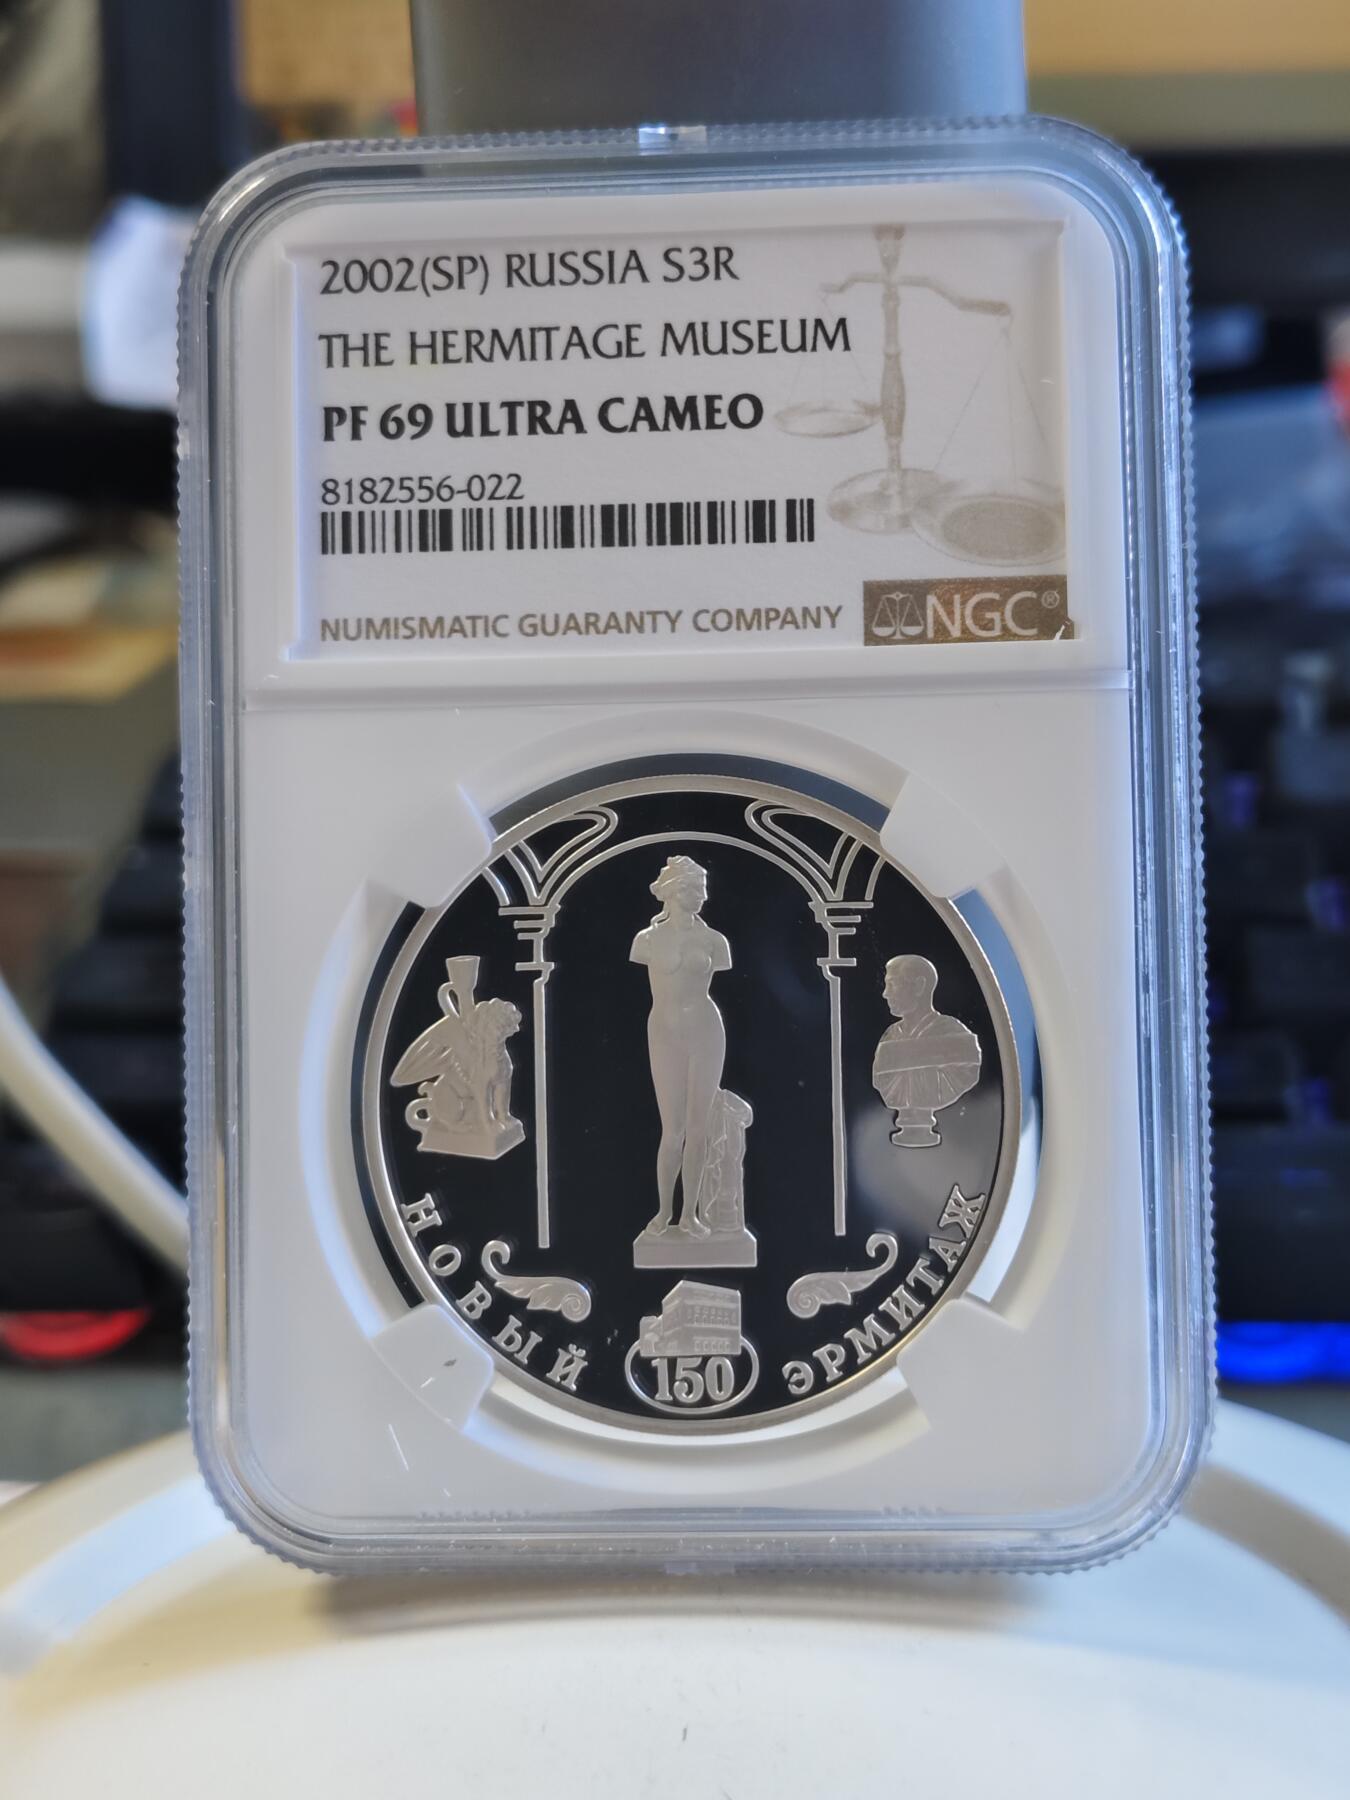 2002(SP) RUSSIA S3R
THE HERMITAGE MUSEUM
PF 69 ULTRA CAMEO
8182556-022
NUMISMATIC GUARANTY COMPANY
NGC®
НОВЫЙ ЭРМИТАЖ
150